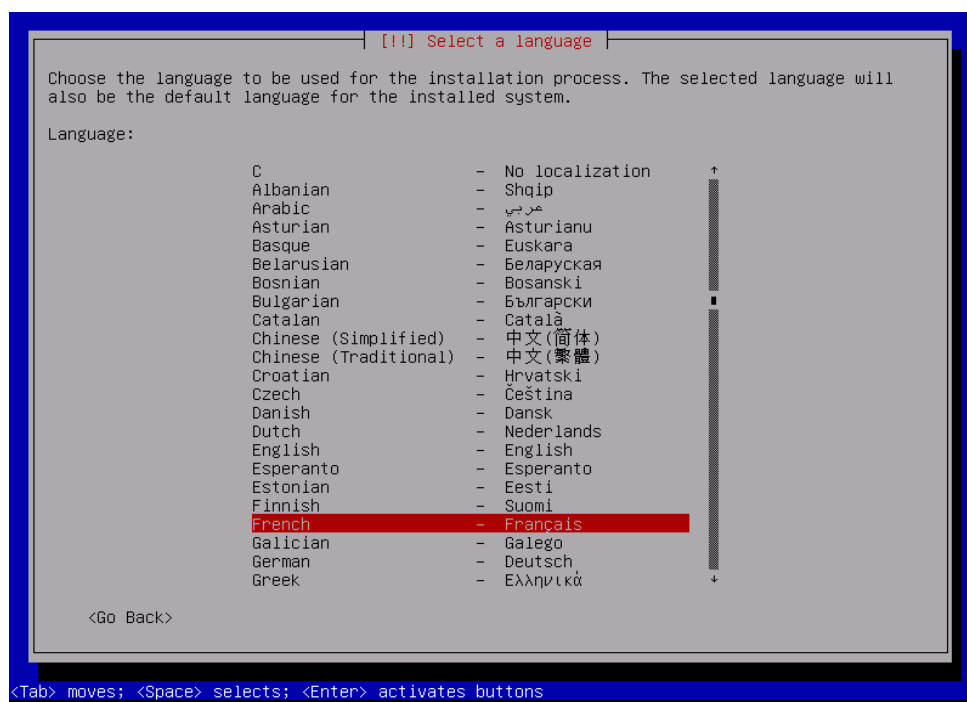 [!!] Select a language
Choose the language to be used for the installation process. The selected language will
also be the default language for the installed system.
Language:
C - No localization
Albanian - Shqip
Arabic - عربي
Asturian - Asturianu
Basque - Euskara
Belarusian - Беларуская
Bosnian - Bosanski
Bulgarian - Български
Catalan - Català
Chinese (Simplified) - 中文(简体)
Chinese (Traditional) - 中文(繁體)
Croatian - Hrvatski
Czech - Čeština
Danish - Dansk
Dutch - Nederlands
English - English
Esperanto - Esperanto
Estonian - Eesti
Finnish - Suomi
French - Français
Galician - Galego
German - Deutsch
Greek - Ελληνικά
<Go Back>
<Tab> moves; <Space> selects; <Enter> activates buttons